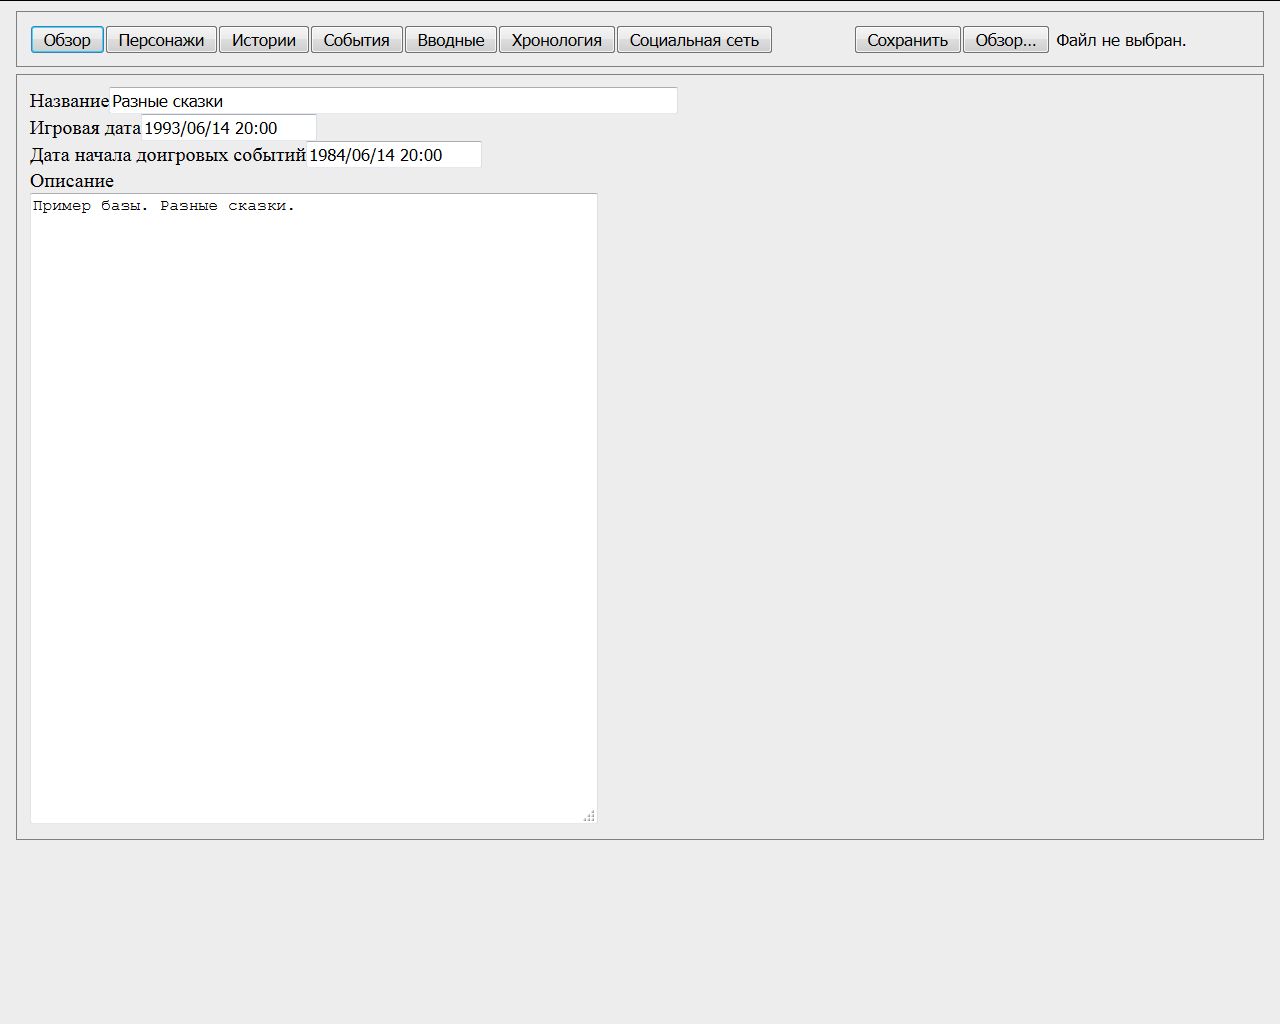 Обзор Персонажи Истории События Вводные Хронология Социальная сеть Сохранить Обзор... Файл не выбран.
Название Разные сказки
Игровая дата 1993/06/14 20:00
Дата начала доигровых событий 1984/06/14 20:00
Описание
Пример базы. Разные сказки.